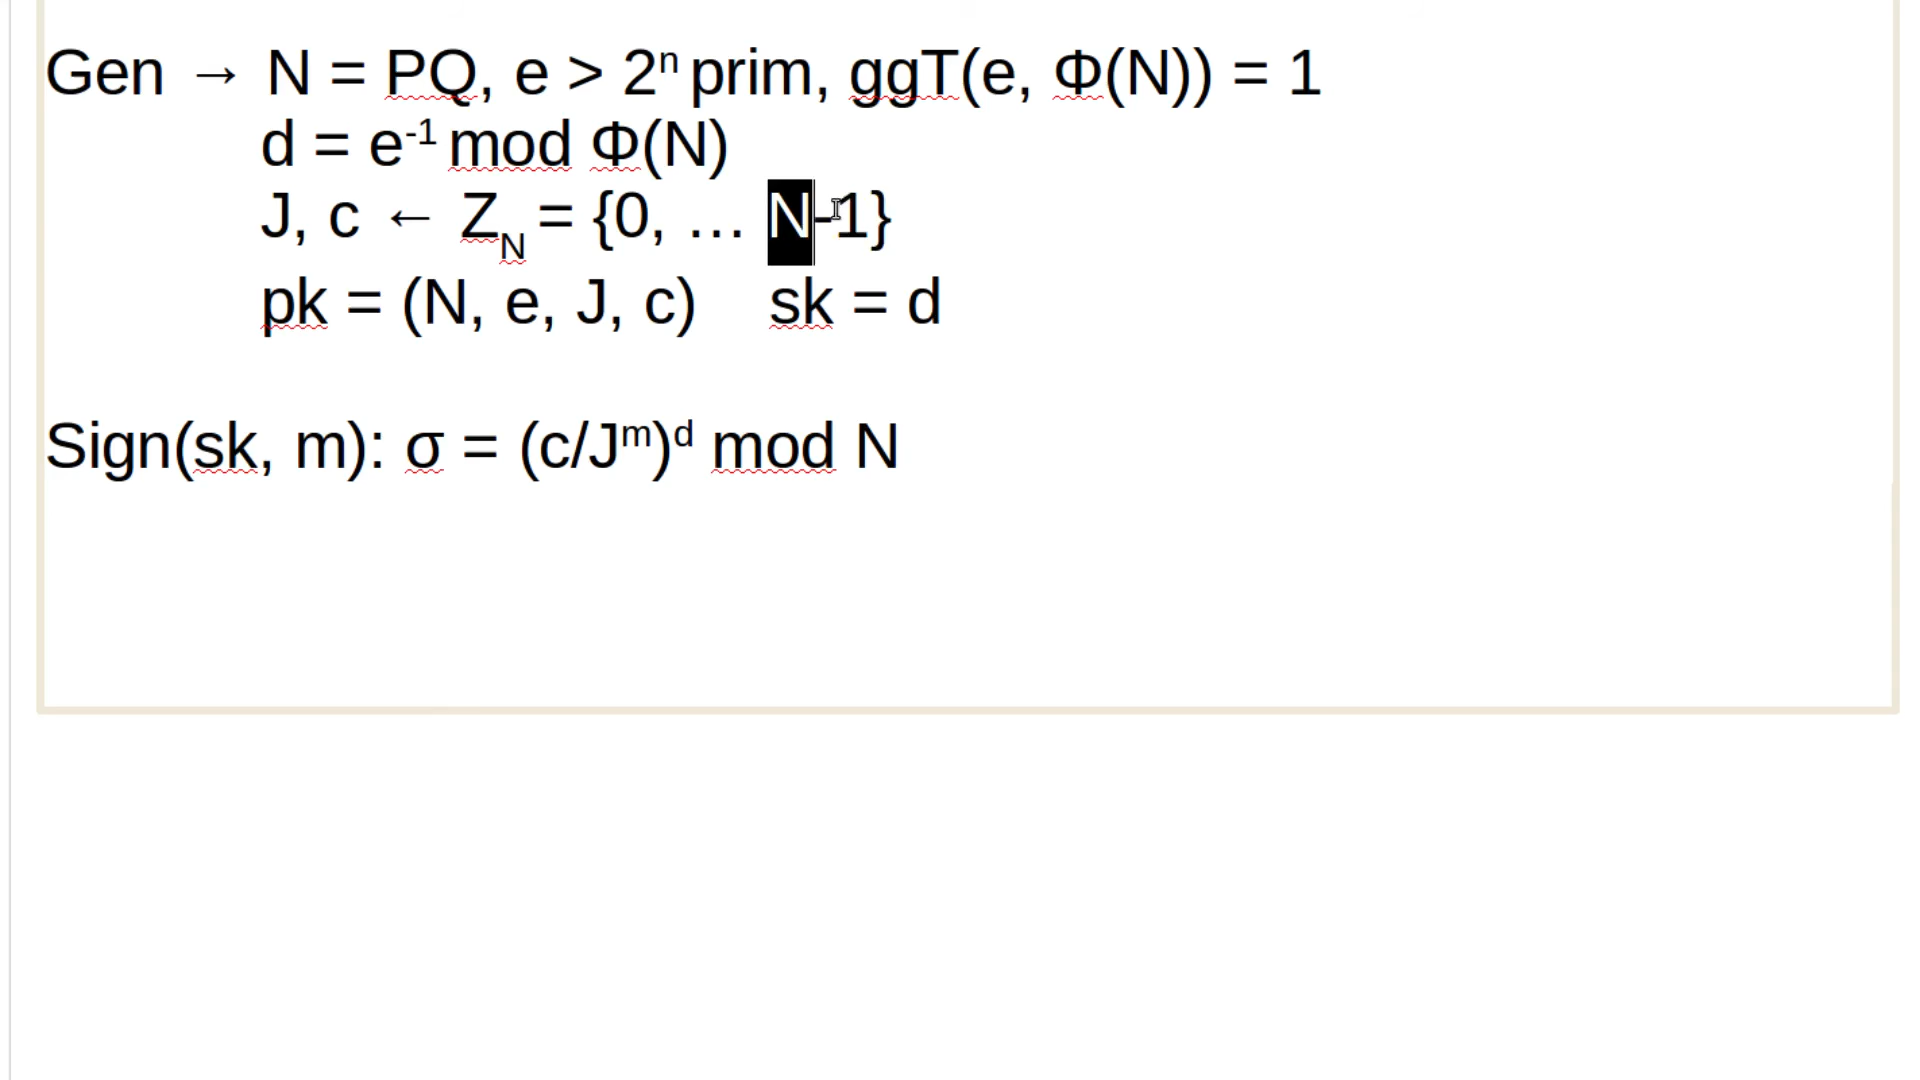 Gen → N = PQ, e > 2ⁿ prim, ggT(e, Φ(N)) = 1
d = e⁻¹ mod Φ(N)
J, c ← Z_N = {0, … N-1}
pk = (N, e, J, c) sk = d
Sign(sk, m): σ = (c/Jᵐ)ᵈ mod N